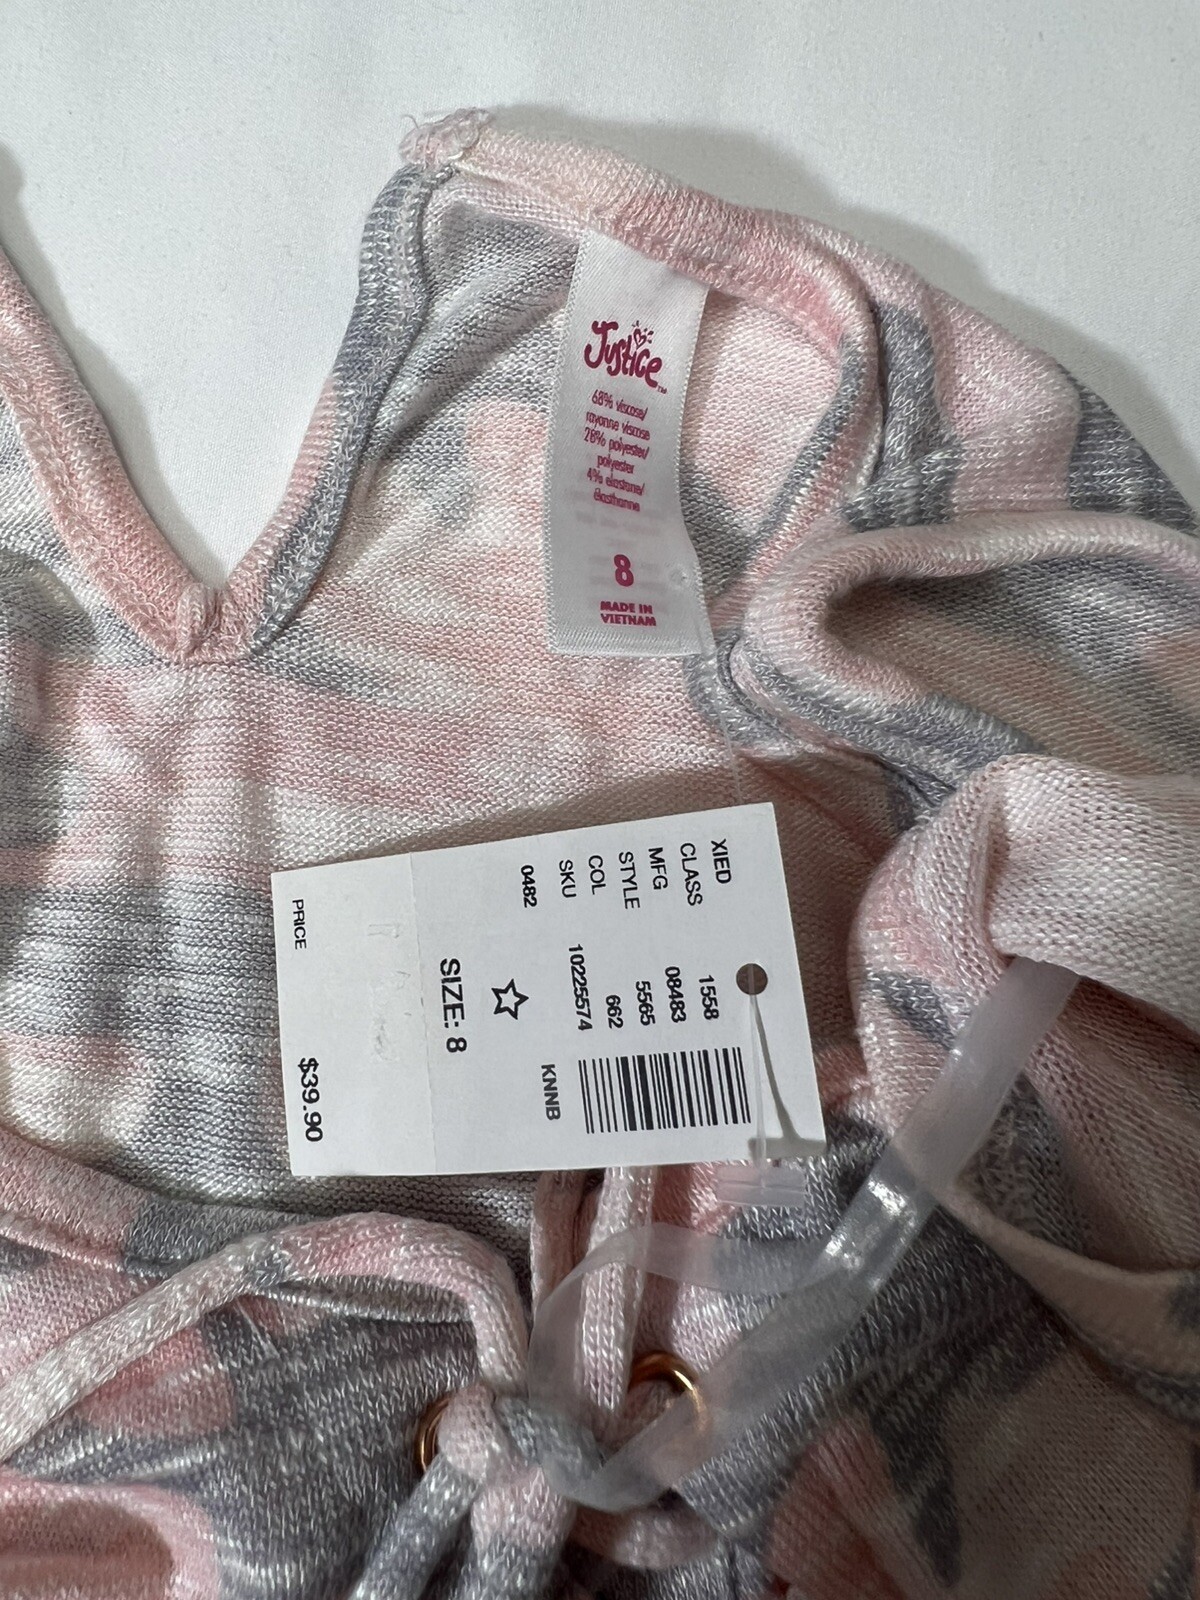 Justice™
68% viscose/
rayonne viscose
28% polyester/
polyester
4% elastane/
élasthanne
8
MADE IN
VIETNAM
XIED
CLASS 1558
MFG 08483
STYLE 5565
COL 662
SKU 10225574
0482 KNNB
SIZE: 8
PRICE $39.90